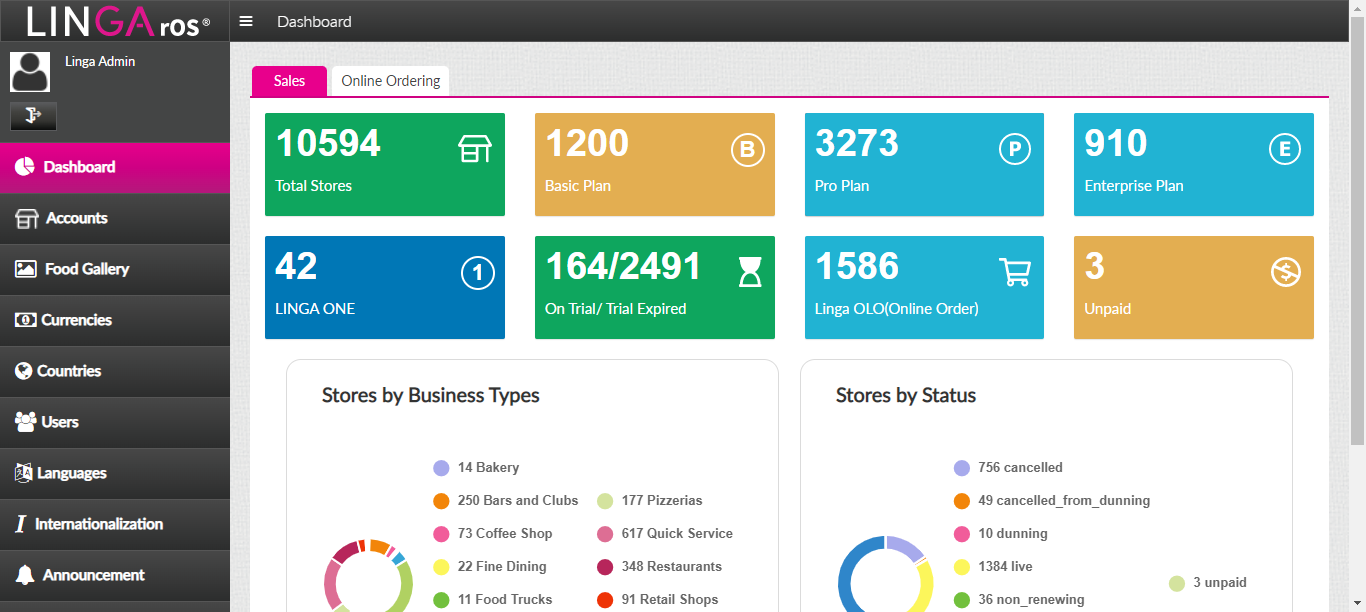 LINGA ros®
Dashboard
Linga Admin
Dashboard
Accounts
Food Gallery
Currencies
Countries
Users
Languages
Internationalization
Announcement
Sales
Online Ordering
10594
Total Stores
1200
B
Basic Plan
3273
P
Pro Plan
910
E
Enterprise Plan
42
1
LINGA ONE
164/2491
On Trial/ Trial Expired
1586
Linga OLO(Online Order)
3
Unpaid
Stores by Business Types
14 Bakery
250 Bars and Clubs
177 Pizzerias
73 Coffee Shop
617 Quick Service
22 Fine Dining
348 Restaurants
11 Food Trucks
91 Retail Shops
Stores by Status
756 cancelled
49 cancelled_from_dunning
10 dunning
1384 live
3 unpaid
36 non_renewing